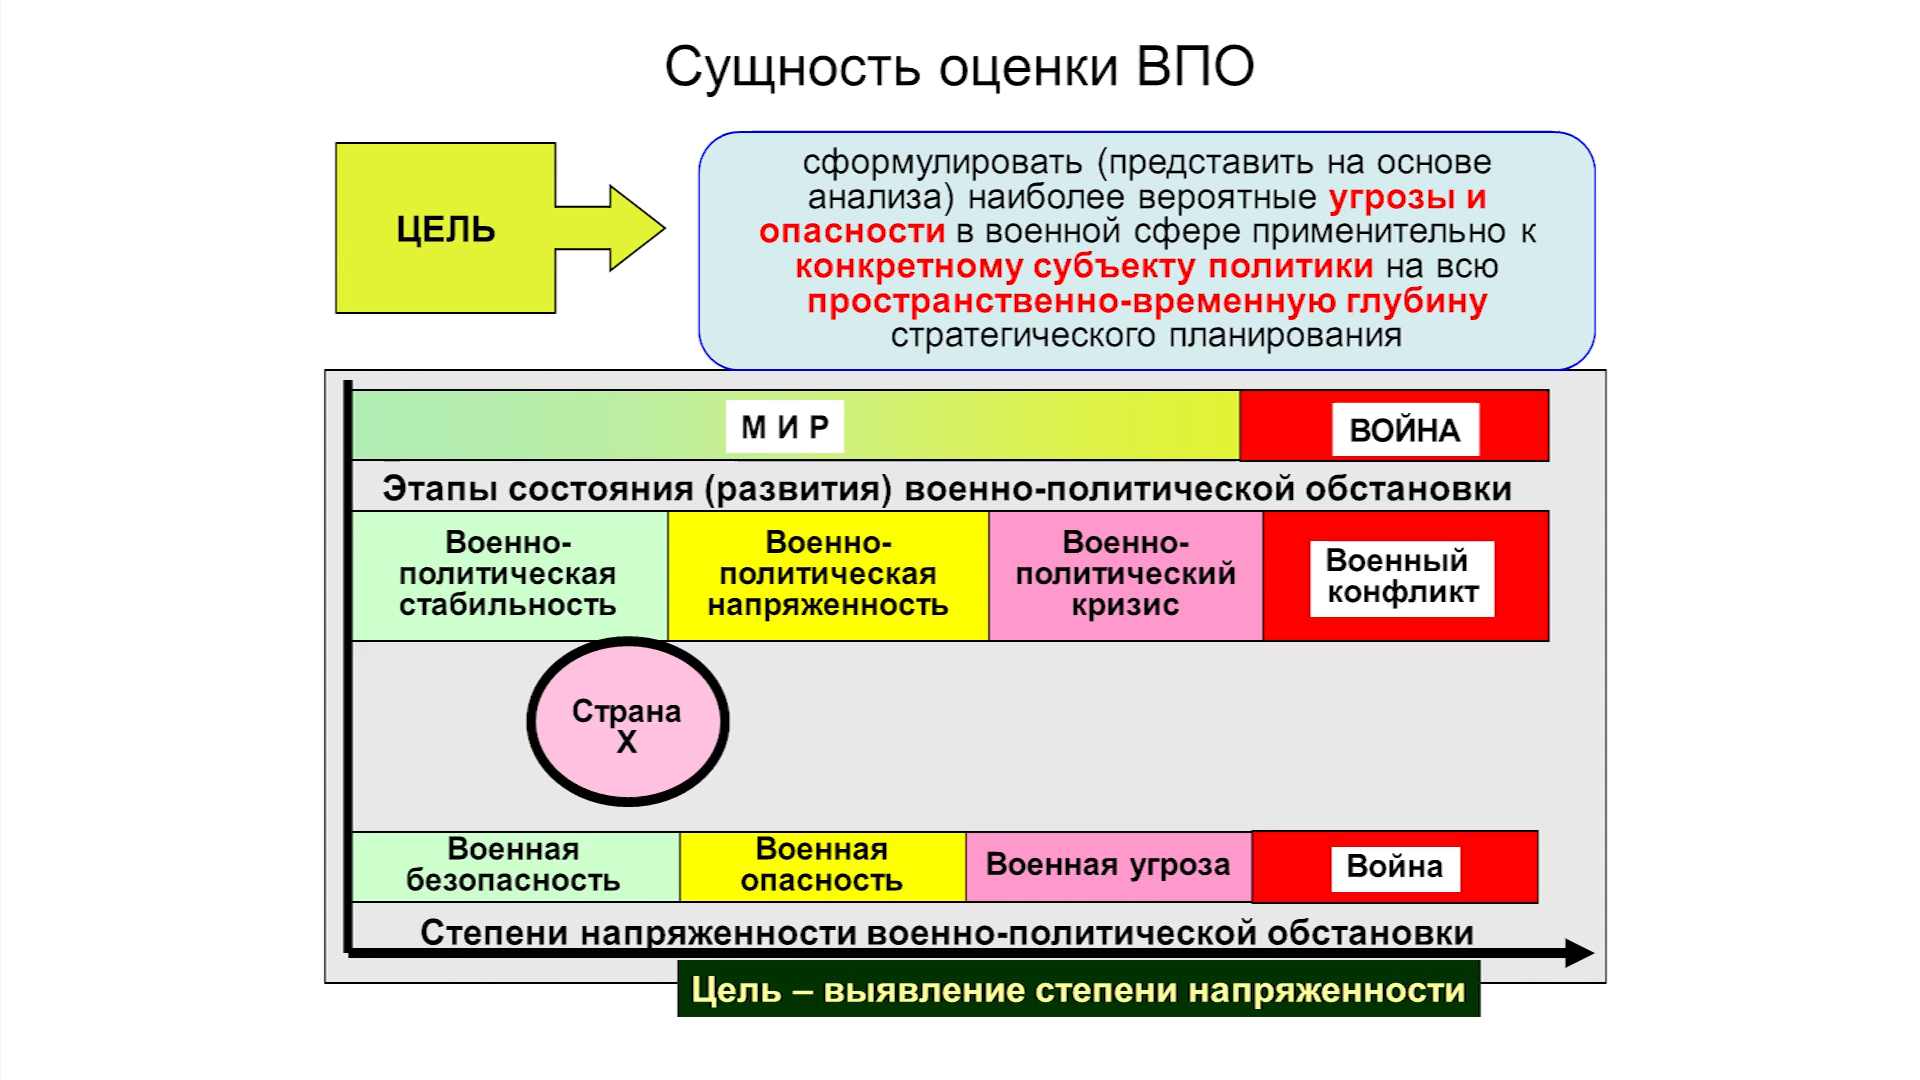 Сущность оценки ВПО
ЦЕЛЬ
сформулировать (представить на основе
анализа) наиболее вероятные угрозы и
опасности в военной сфере применительно к
конкретному субъекту политики на всю
пространственно-временную глубину
стратегического планирования
М И Р
ВОЙНА
Этапы состояния (развития) военно-политической обстановки
Военно-
политическая
стабильность
Военно-
политическая
напряженность
Военно-
политический
кризис
Военный
конфликт
Страна
Х
Военная
безопасность
Военная
опасность
Военная угроза
Война
Степени напряженности военно-политической обстановки
Цель – выявление степени напряженности